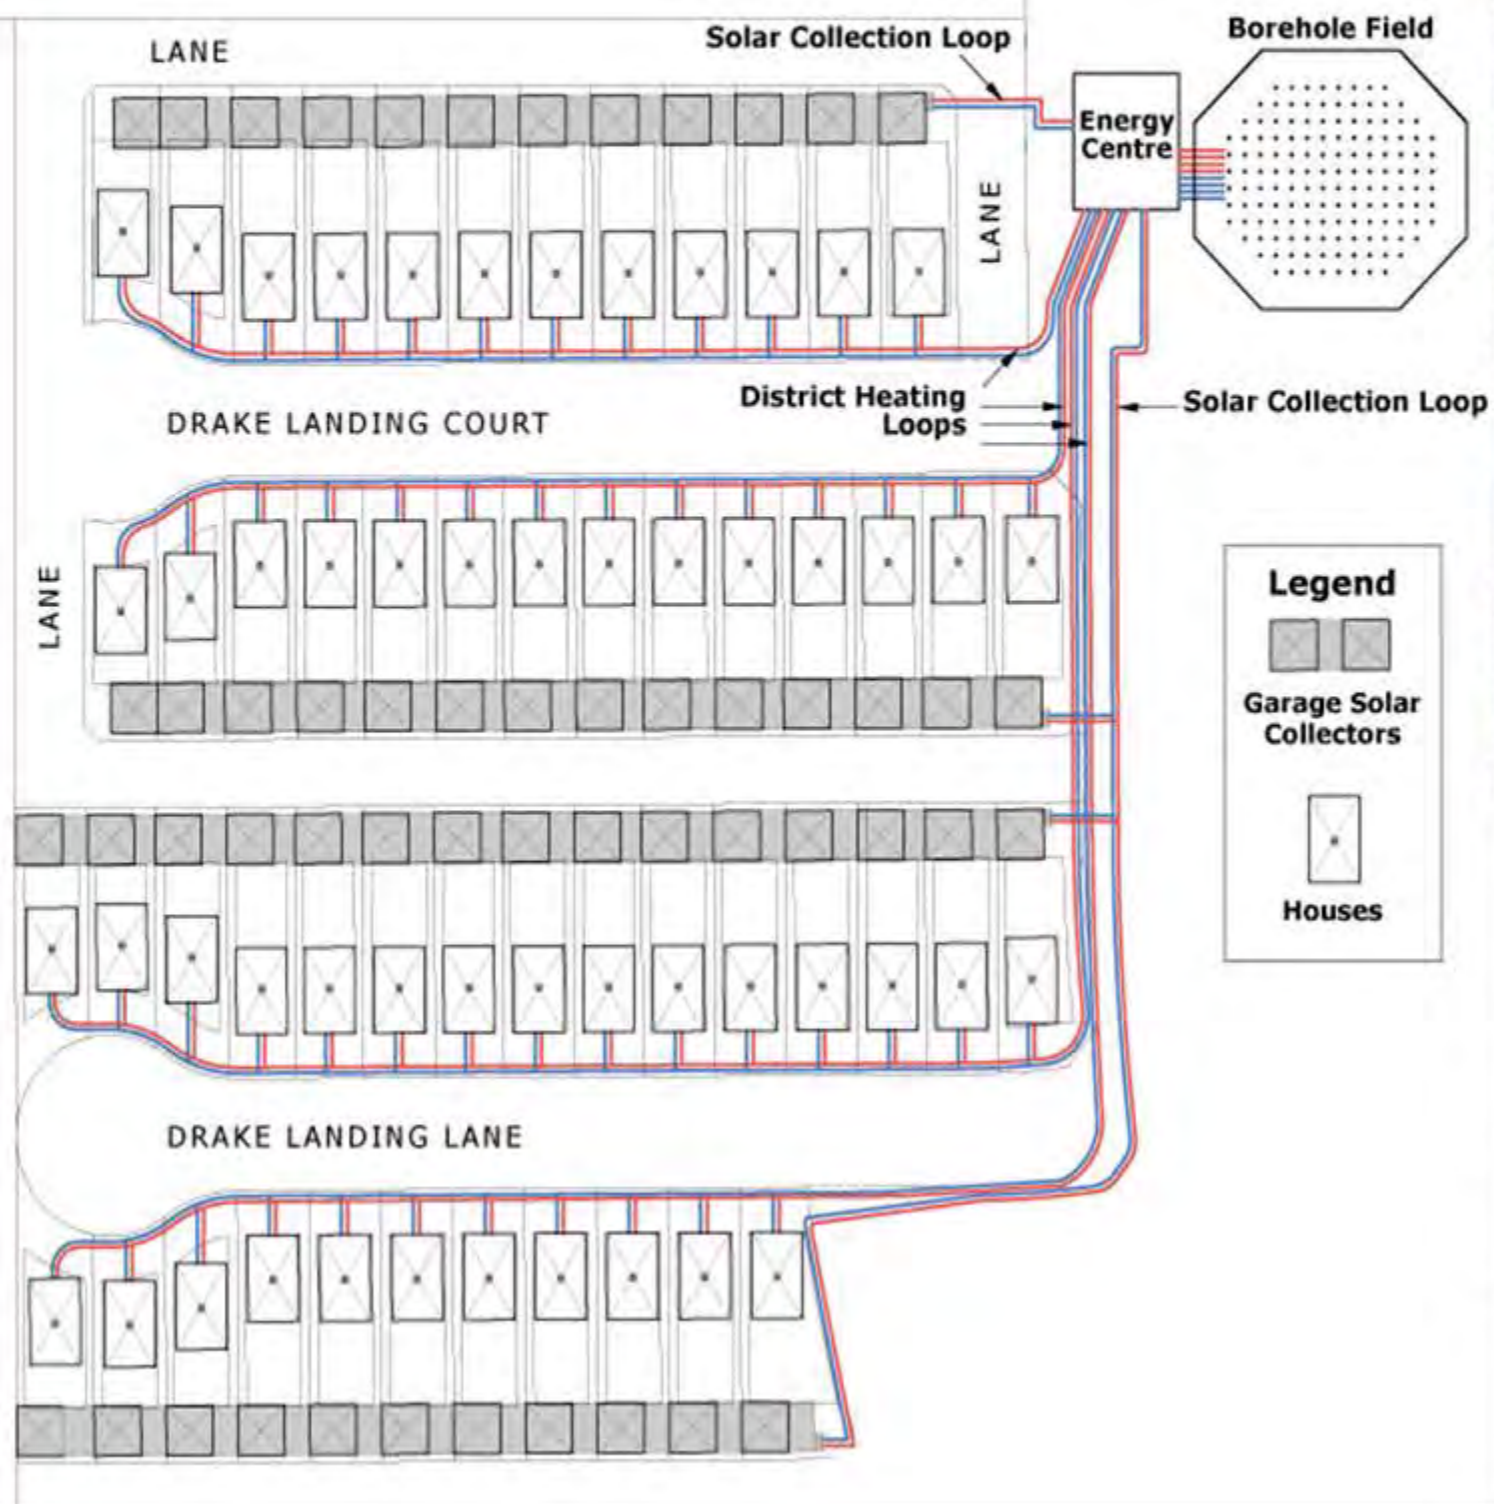 LANE
Solar Collection Loop
Borehole Field
Energy
Centre
LANE
District Heating
Loops
Solar Collection Loop
DRAKE LANDING COURT
LANE
Legend
Garage Solar
Collectors
Houses
DRAKE LANDING LANE